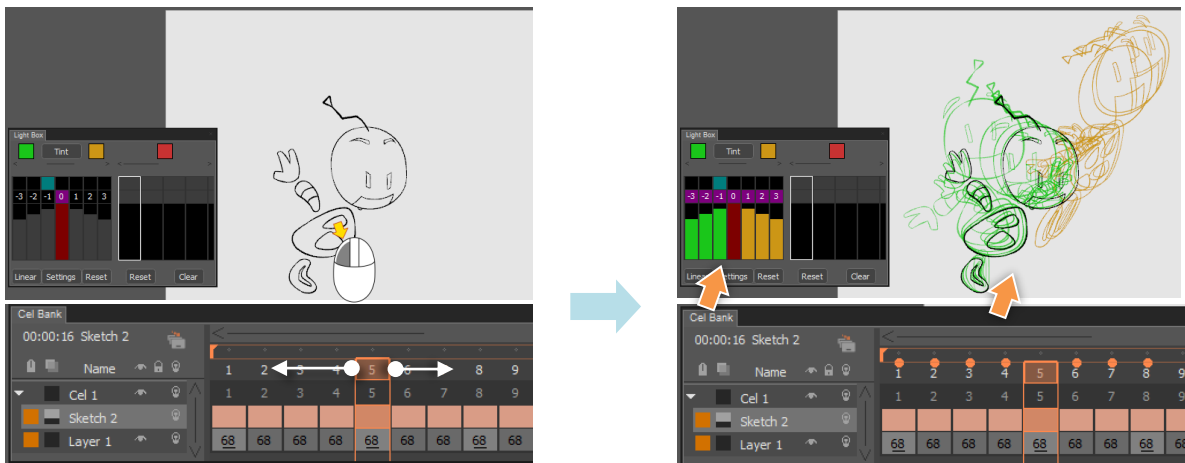 Light Box
Tint
-3 -2 -1 0 1 2 3
Linear Settings Reset Reset Clear
Cel Bank
00:00:16 Sketch 2
Name 1 2 3 4 5 6 7 8 9
Cel 1 1 2 3 4 5 6 7 8 9
Sketch 2
Layer 1 68 68 68 68 68 68 68 68 68
Light Box
Tint
-3 -2 -1 0 1 2 3
Reset Reset Clear
Cel Bank
00:00:16 Sketch 2
Name 1 2 3 4 5 6 7 8 9
Cel 1 1 2 3 4 5 6 7 8 9
Sketch 2
Layer 1 68 68 68 68 68 68 68 68 68